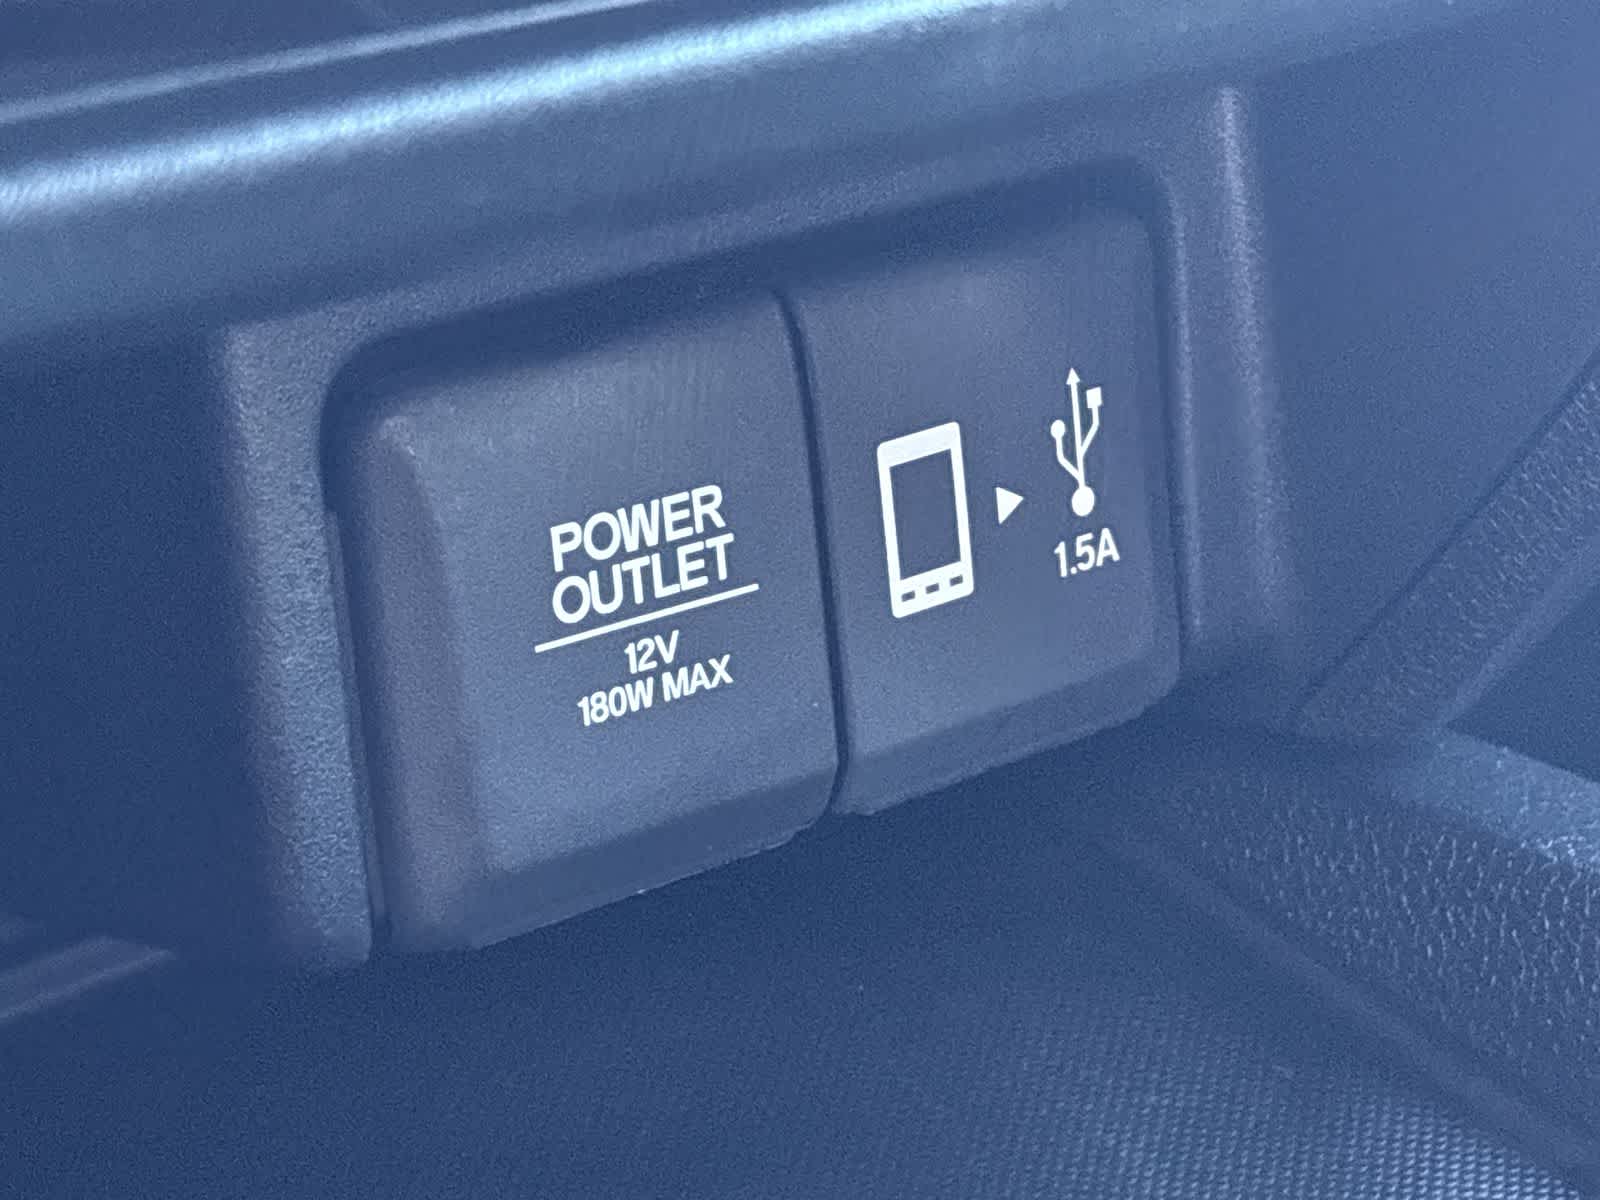 POWER
OUTLET
12V
180W MAX
1.5A